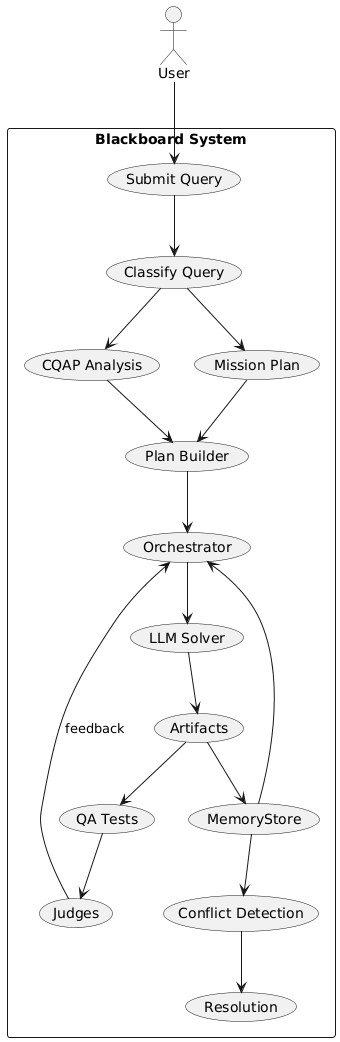 User
Blackboard System
Submit Query
Classify Query
CQAP Analysis
Mission Plan
Plan Builder
Orchestrator
LLM Solver
Artifacts
feedback
QA Tests
MemoryStore
Judges
Conflict Detection
Resolution